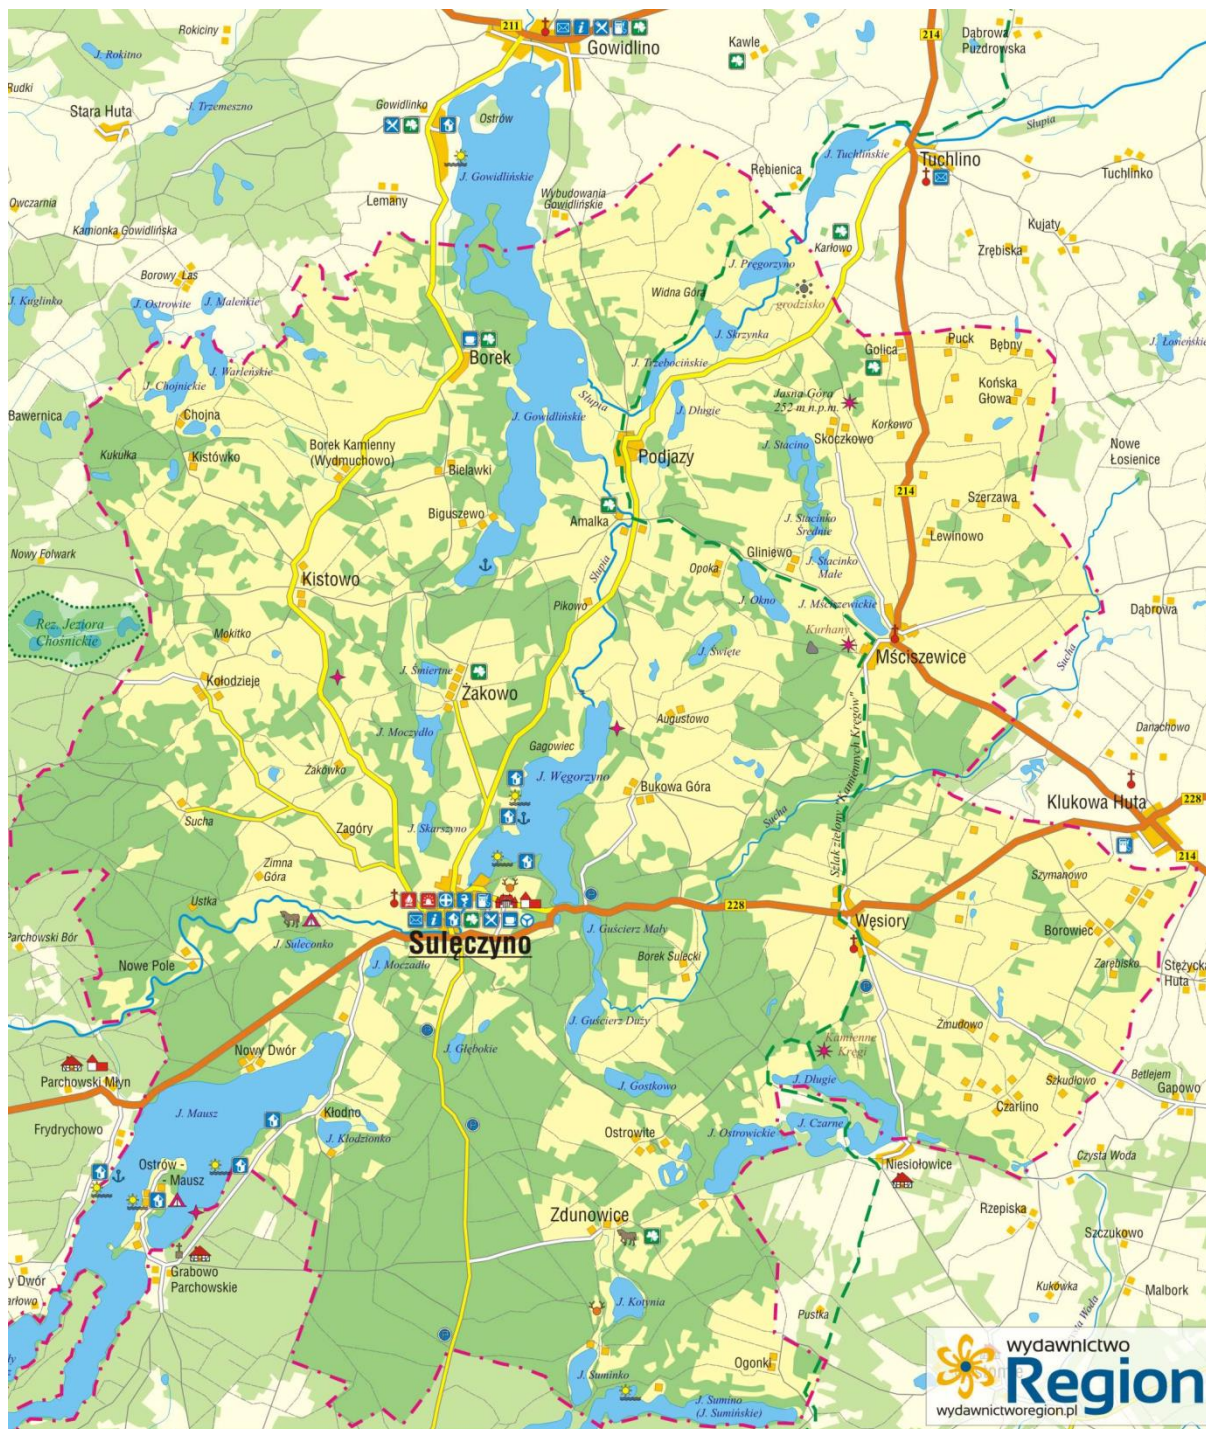 Rokiciny
J. Rokitno
Rudki
J. Trzemeszno
Stara Huta
Owczarnia
Kamionka Gowidlińska
211
Gowidlino
Gowidlinko
Ostrów
J. Gowidlińskie
Lemany
Wybudowania
Gowidlińskie
Kawle
214
Dąbrowa
Puzdrowska
Słupia
J. Tuchlińskie
Tuchlino
Rębienica
Tuchlinko
Kujaty
Zrębiska
Karłowo
Borowy Las
J. Kuglinko
J. Ostrowite
J. Maleńkie
J. Warleńskie
J. Chojnickie
Chojna
Bawernica
Kukułka
Kistówko
Borek
Borek Kamienny
(Wydmuchowo)
Bielawki
Biguszewo
J. Gowidlińskie
Słupia
J. Pręgorzyno
Widna Góra
grodzisko
J. Skrzynka
J. Trzebocińskie
J. Długie
Podjazy
Amalka
Golica
Puck
Bębny
J. Łosieńskie
Końska
Głowa
Jasna Góra
252 m n.p.m.
Skoczkowo
Korkowo
J. Stacino
Nowe
Łosienice
214
Szerzawa
Lewinowo
J. Stacinko
Średnie
J. Stacinko
Małe
Gliniewo
Opoka
J. Okno
J. Mściszewickie
Kurhany
Mściszewice
Dąbrowa
Sucha
Nowy Folwark
Rez. Jeziora
Chośnickie
Kistowo
Mokitko
Kołodzieje
Pikowo
Słupia
J. Święte
J. Śmiertne
Żakowo
J. Moczydło
Augustowo
Gagowiec
J. Węgorzyno
Bukowa Góra
Szlak zielony "Kamiennych Kręgów"
Danachowo
Klukowa Huta
228
214
Żakówko
Sucha
Zagóry
J. Skarszyno
Zimna
Góra
Ustka
Sucha
Szymanowo
228
Węsiory
Borowiec
Zarębisko
Stężycka
Huta
Parchowski Bór
Nowe Pole
J. Sulęconko
Sulęczyno
J. Moczadło
J. Guścierz Mały
Borek Sulecki
J. Guścierz Duży
Nowy Dwór
J. Głębokie
Żmudowo
Kamienne
Kręgi
Parchowski Młyn
J. Mausz
Frydrychowo
Kłodno
J. Kłodzionko
J. Gostkowo
J. Długie
Betlejem
Gapowo
Szkudłowo
Czarlino
Ostrowite
J. Ostrowickie
J. Czarne
Niesiołowice
Czysta Woda
Ostrów -
- Mausz
Zdunowice
Rzepiska
Szczukowo
Grabowo
Parchowskie
J. Kotynia
Kukówka
Malbork
Pustka
Ogonki
J. Suminko
J. Sumino
(J. Sumińskie)
wydawnictwo
Region
wydawnictworegion.pl